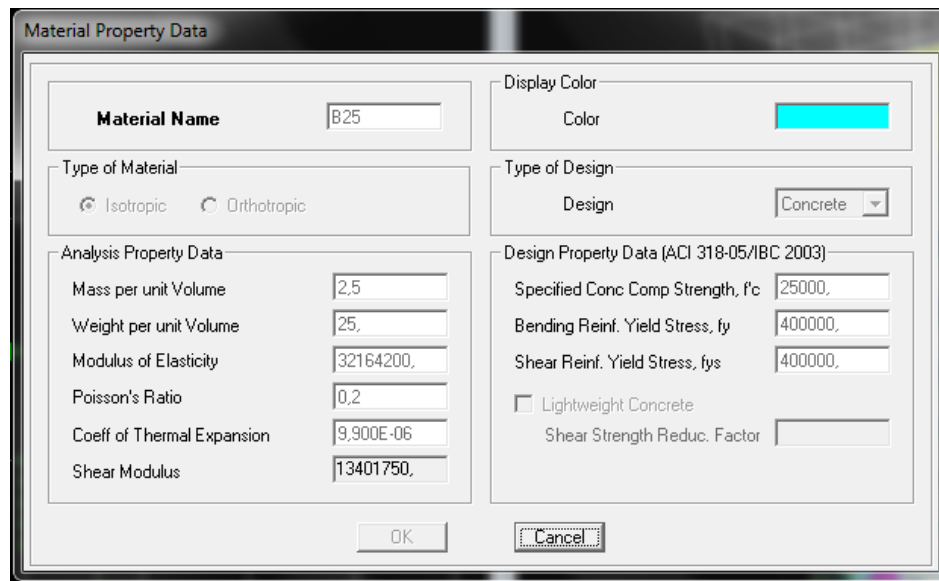 Material Property Data
Material Name B25
Display Color
Color
Type of Material
Isotropic Orthotropic
Type of Design
Design Concrete
Analysis Property Data
Mass per unit Volume 2,5
Weight per unit Volume 25,
Modulus of Elasticity 32164200,
Poisson's Ratio 0,2
Coeff of Thermal Expansion 9,900E-06
Shear Modulus 13401750,
Design Property Data (ACI 318-05/IBC 2003)
Specified Conc Comp Strength, f'c 25000,
Bending Reinf. Yield Stress, fy 400000,
Shear Reinf. Yield Stress, fys 400000,
Lightweight Concrete
Shear Strength Reduc. Factor
OK Cancel